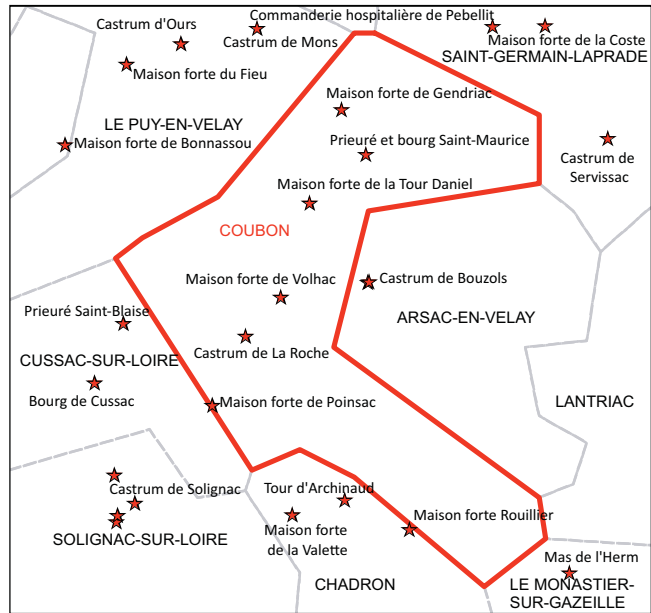 Commanderie hospitalière de Pebellit
Castrum d'Ours
Castrum de Mons
Maison forte de la Coste
SAINT-GERMAIN-LAPRADE
Maison forte du Fieu
Maison forte de Gendriac
LE PUY-EN-VELAY
Maison forte de Bonnassou
Prieuré et bourg Saint-Maurice
Castrum de
Servissac
Maison forte de la Tour Daniel
COUBON
Maison forte de Volhac
Castrum de Bouzols
Prieuré Saint-Blaise
ARSAC-EN-VELAY
Castrum de La Roche
CUSSAC-SUR-LOIRE
Bourg de Cussac
Maison forte de Poinsac
LANTRIAC
Castrum de Solignac
Tour d'Archinaud
Maison forte Rouillier
SOLIGNAC-SUR-LOIRE
Maison forte
de la Valette
Mas de l'Herm
CHADRON
LE MONASTIER-
SUR-GAZEILLE